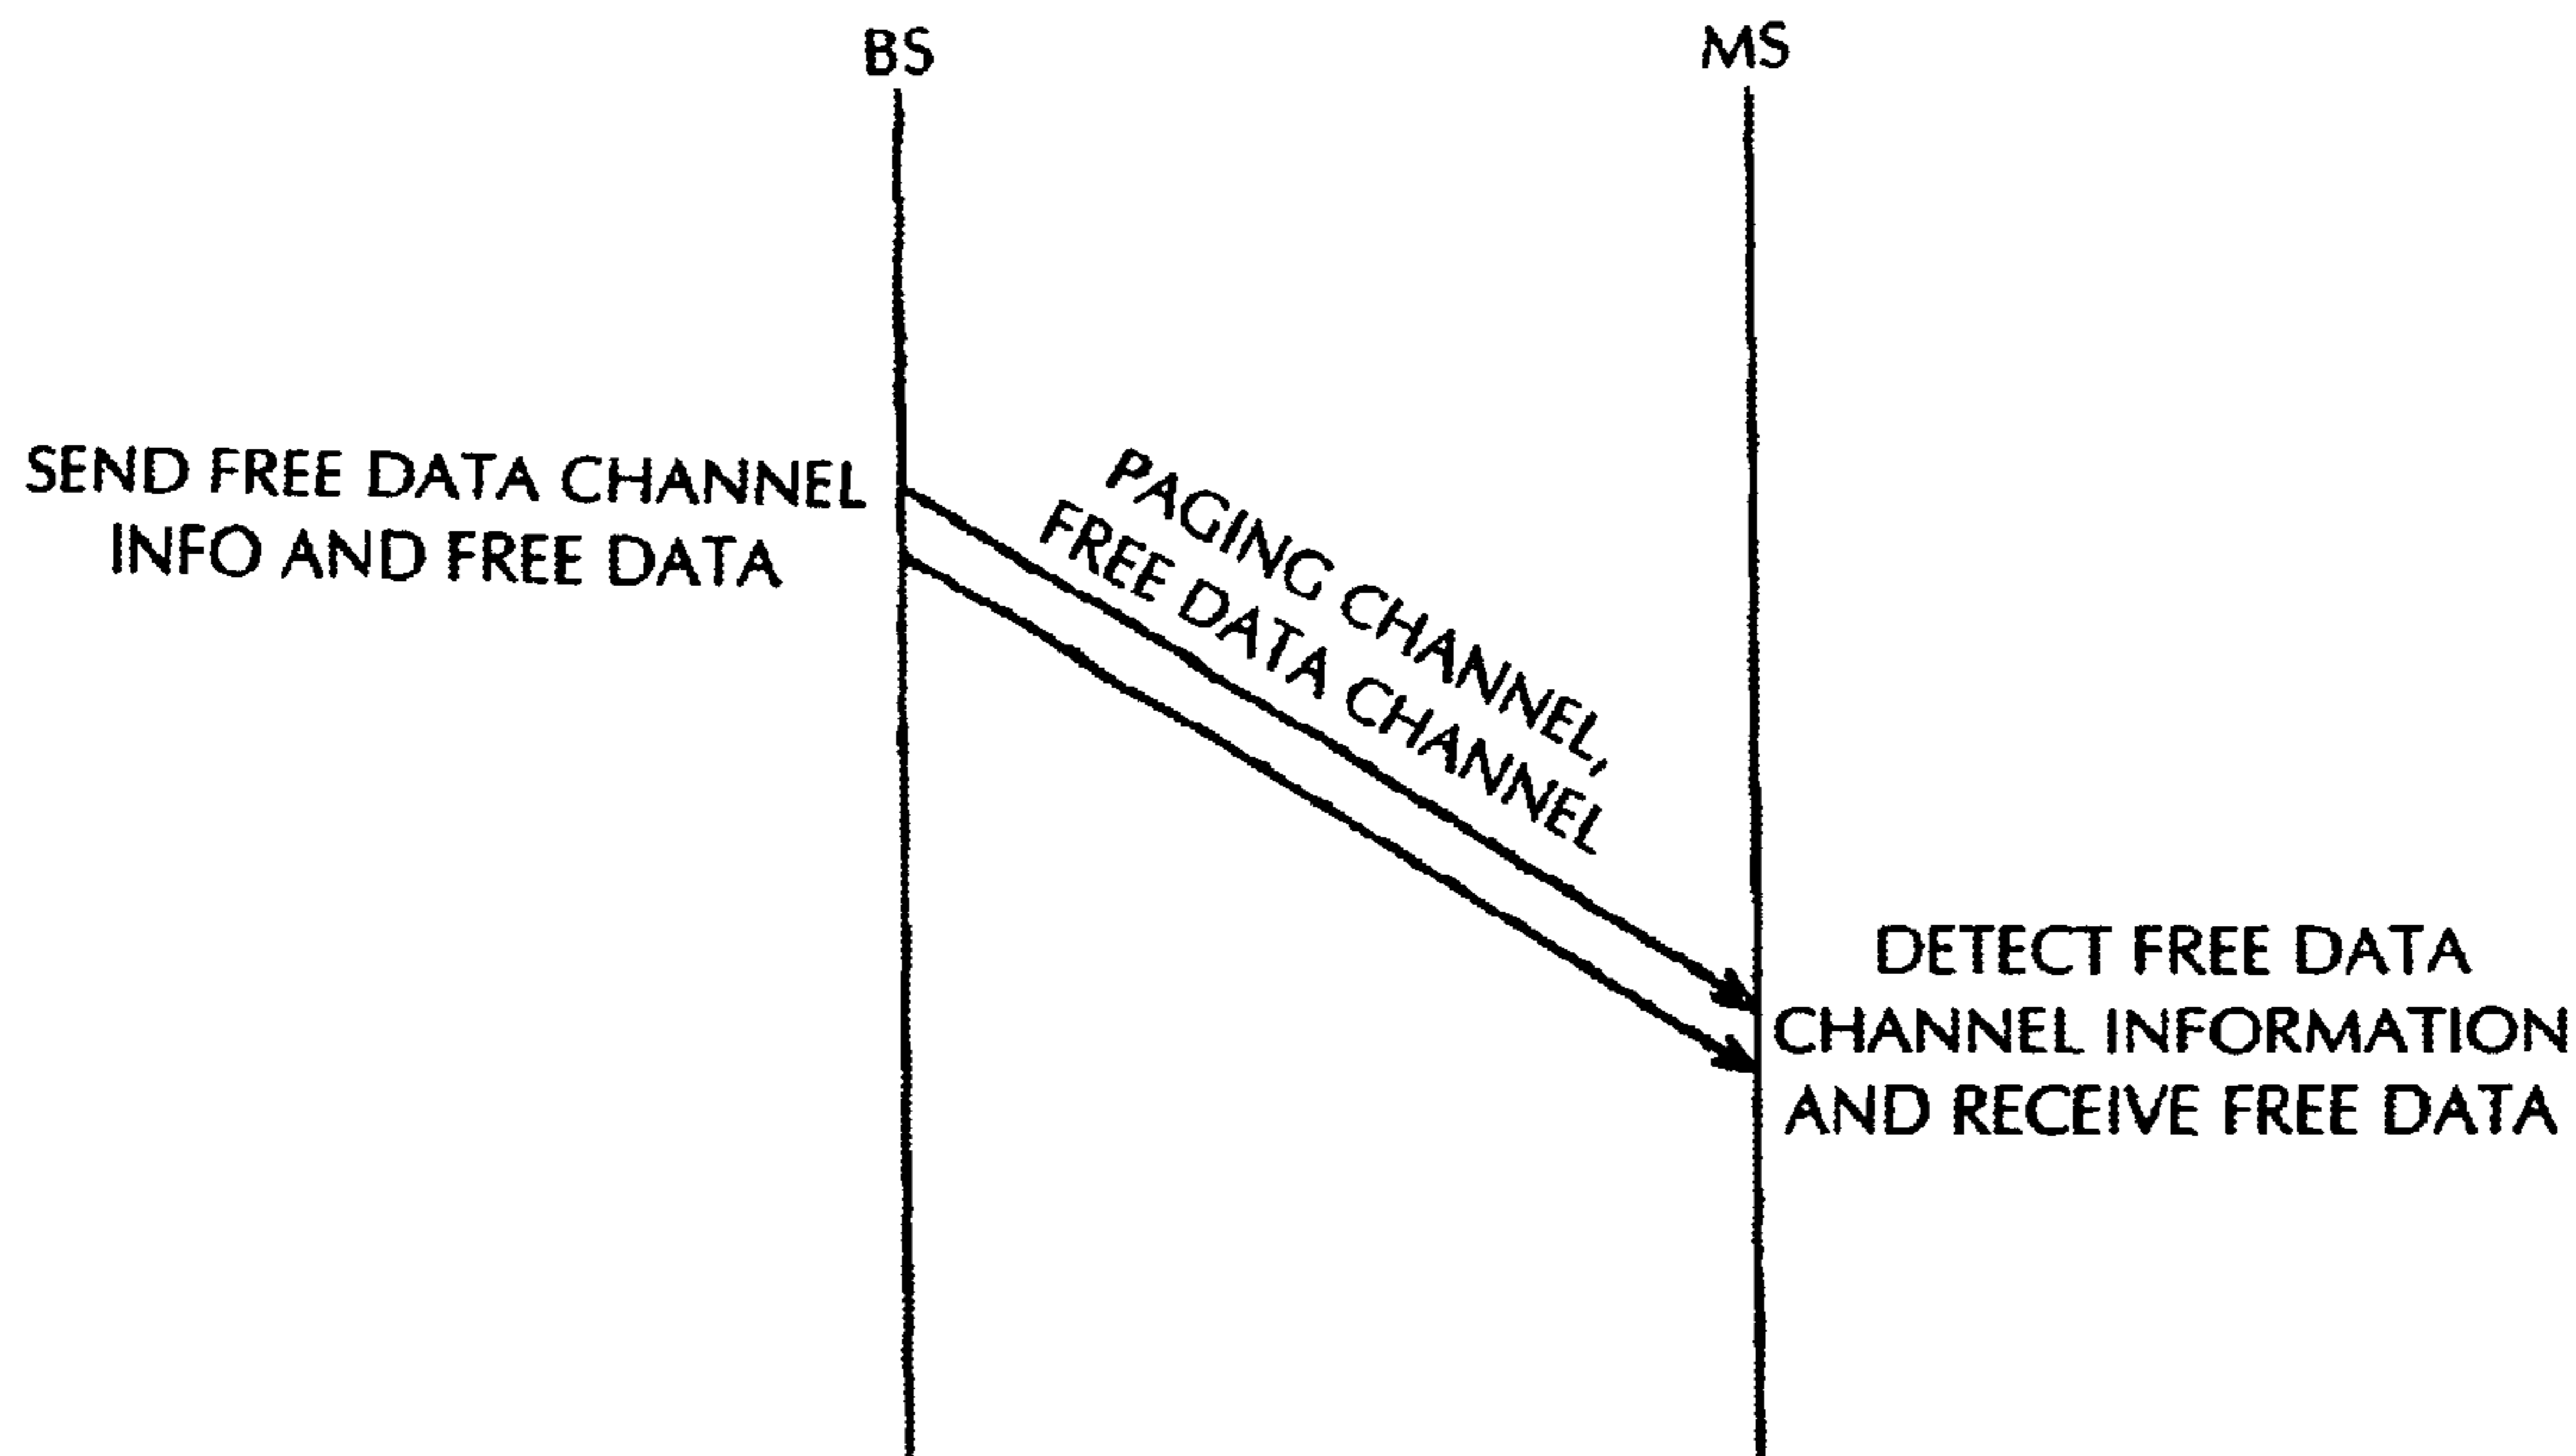 BS
MS
SEND FREE DATA CHANNEL
INFO AND FREE DATA
PAGING CHANNEL,
FREE DATA CHANNEL
DETECT FREE DATA
CHANNEL INFORMATION
AND RECEIVE FREE DATA